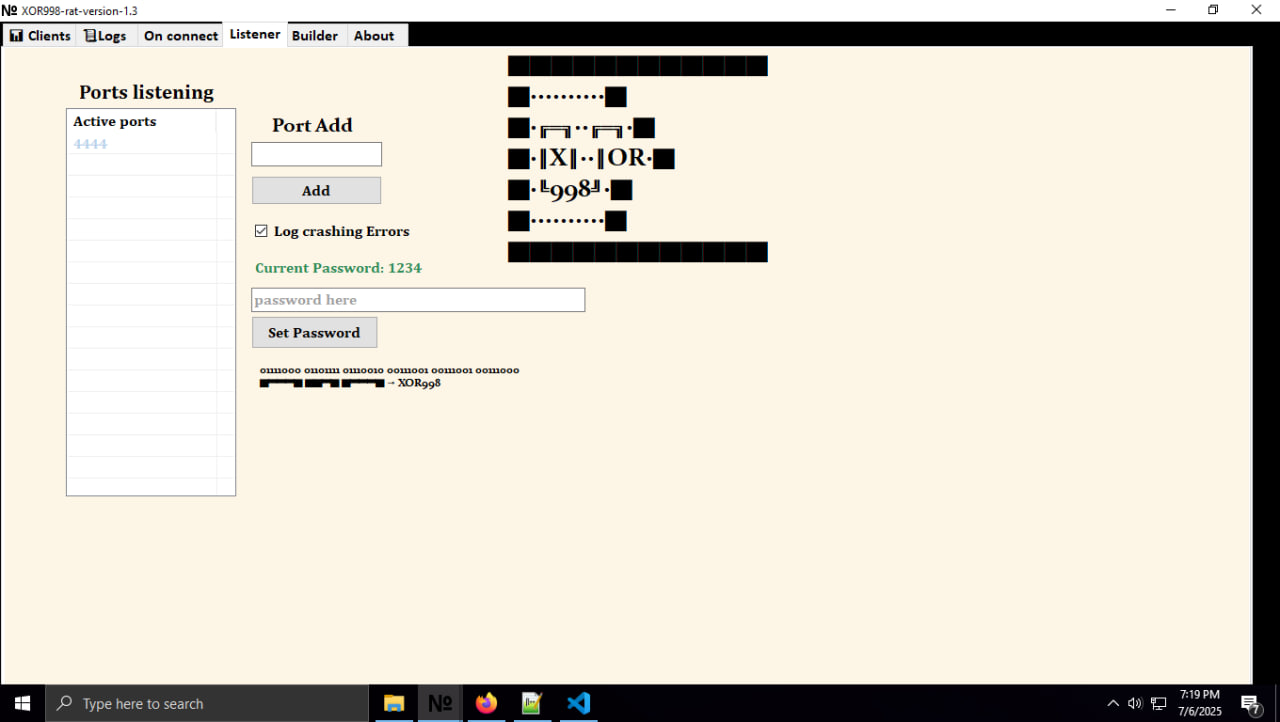 XOR998-rat-version-1.3
Clients Logs On connect Listener Builder About
Ports listening
Active ports
4444
Port Add
Add
Log crashing Errors
Current Password: 1234
password here
Set Password
██████████████████
█··········█
█·╔═╗··╔═╗·█
█·║X║··║OR·█
█·╚998╝·█
█··········█
██████████████████
01111000 01101111 01110010 00111001 00111001 00111000
→ XOR998
Type here to search
7:19 PM
7/6/2025
7